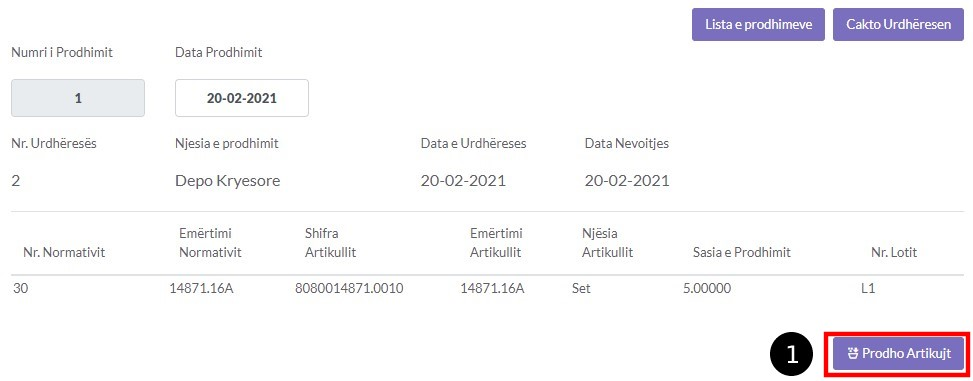 Lista e prodhimeve Cakto Urdhëresen
Numri i Prodhimit Data Prodhimit
1 20-02-2021
Nr. Urdhëresës Njesia e prodhimit Data e Urdhëreses Data Nevoitjes
2 Depo Kryesore 20-02-2021 20-02-2021
Emërtimi Shifra Emërtimi Njësia
Nr. Normativit Normativit Artikullit Artikullit Artikullit Sasia e Prodhimit Nr. Lotit
30 14871.16A 8080014871.0010 14871.16A Set 5.00000 L1
1 Prodho Artikujt